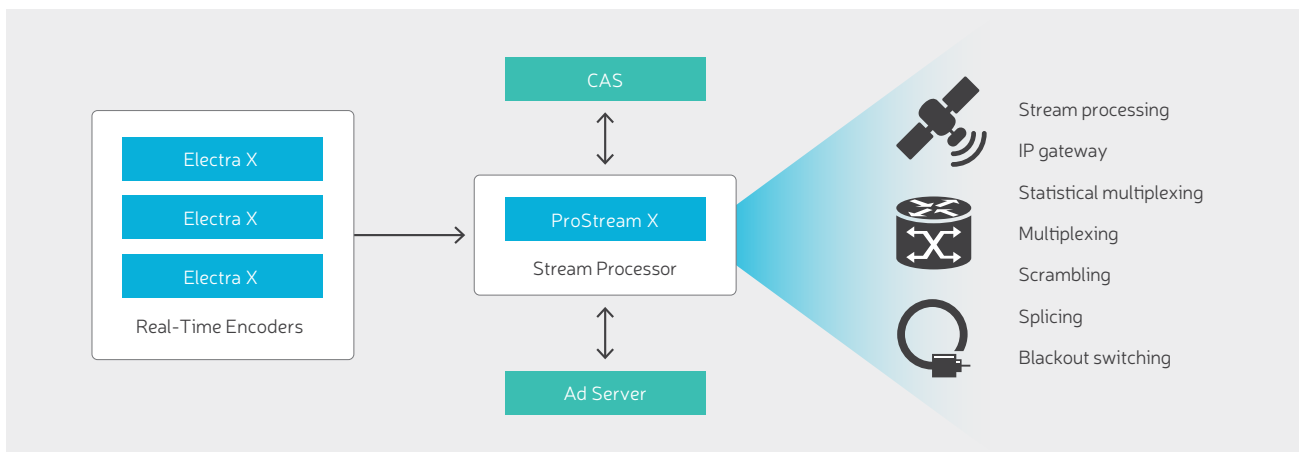 Electra X
Electra X
Electra X
Real-Time Encoders
CAS
ProStream X
Stream Processor
Ad Server
Stream processing
IP gateway
Statistical multiplexing
Multiplexing
Scrambling
Splicing
Blackout switching